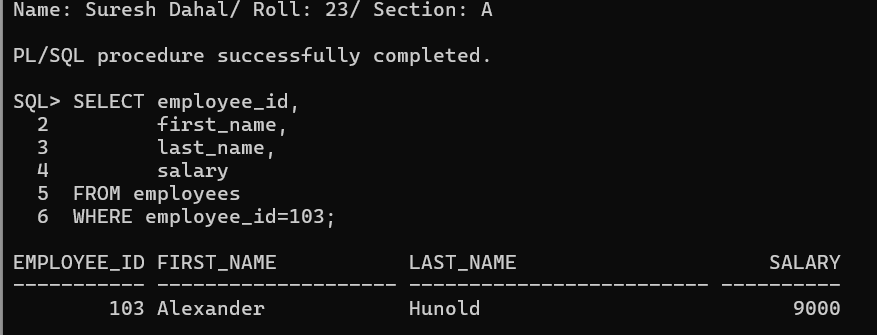 Name: Suresh Dahal/ Roll: 23/ Section: A
PL/SQL procedure successfully completed.
SQL> SELECT employee_id,
  2         first_name,
  3         last_name,
  4         salary
  5  FROM employees
  6  WHERE employee_id=103;
EMPLOYEE_ID FIRST_NAME           LAST_NAME                     SALARY
----------- -------------------- ------------------------- ----------
        103 Alexander            Hunold                          9000